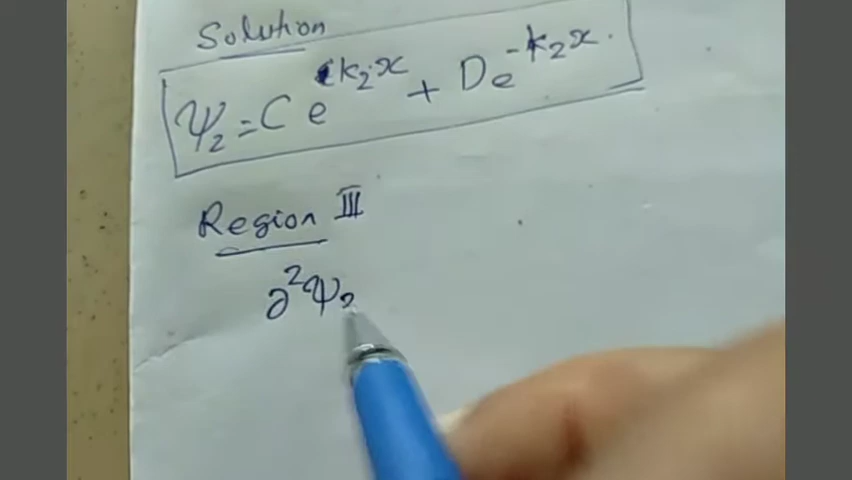 Solution
ψ₂ = C e^{k₂x} + D e^{-k₂x}.
Region III
∂²ψ